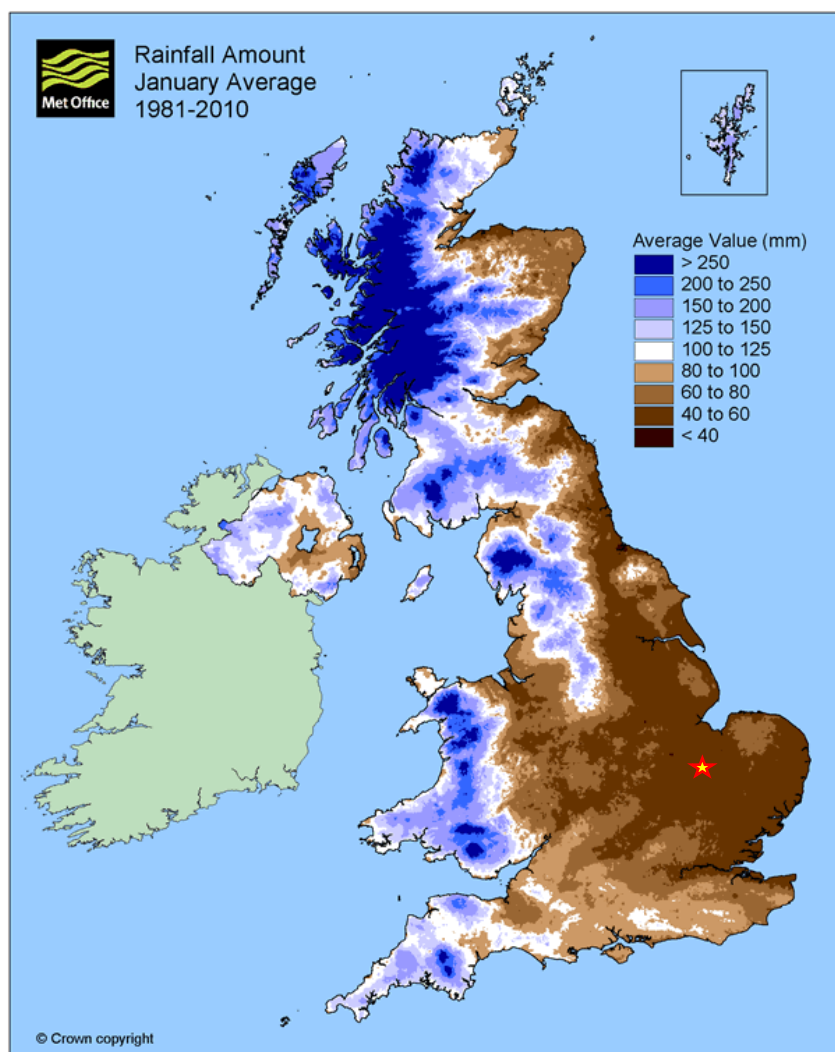 Met Office
Rainfall Amount
January Average
1981-2010
Average Value (mm)
> 250
200 to 250
150 to 200
125 to 150
100 to 125
80 to 100
60 to 80
40 to 60
< 40
© Crown copyright